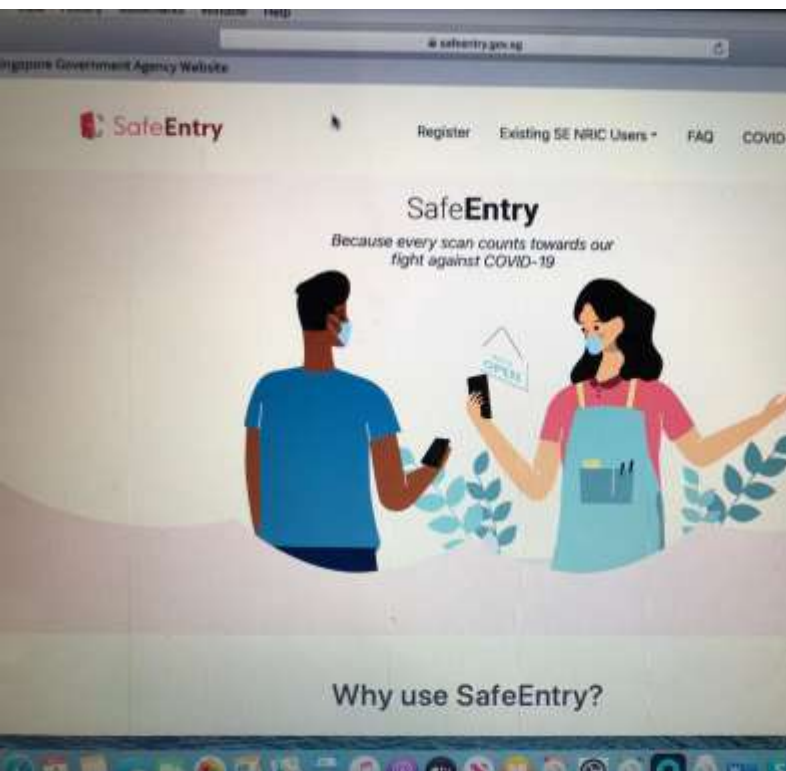 Help
safeentry.gov.sg
ingapore Government Agency Website
SafeEntry
Register
Existing SE NRIC Users
FAQ
COVID
SafeEntry
Because every scan counts towards our
fight against COVID-19
OPEN
Why use SafeEntry?